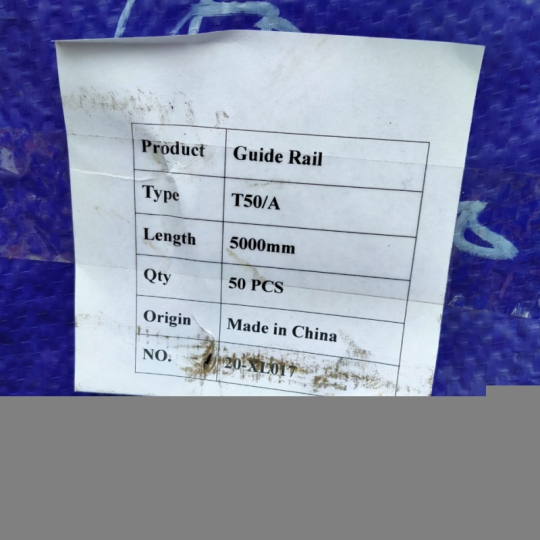 Product Guide Rail
Type T50/A
Length 5000mm
Qty 50 PCS
Origin Made in China
NO. 20-XL017